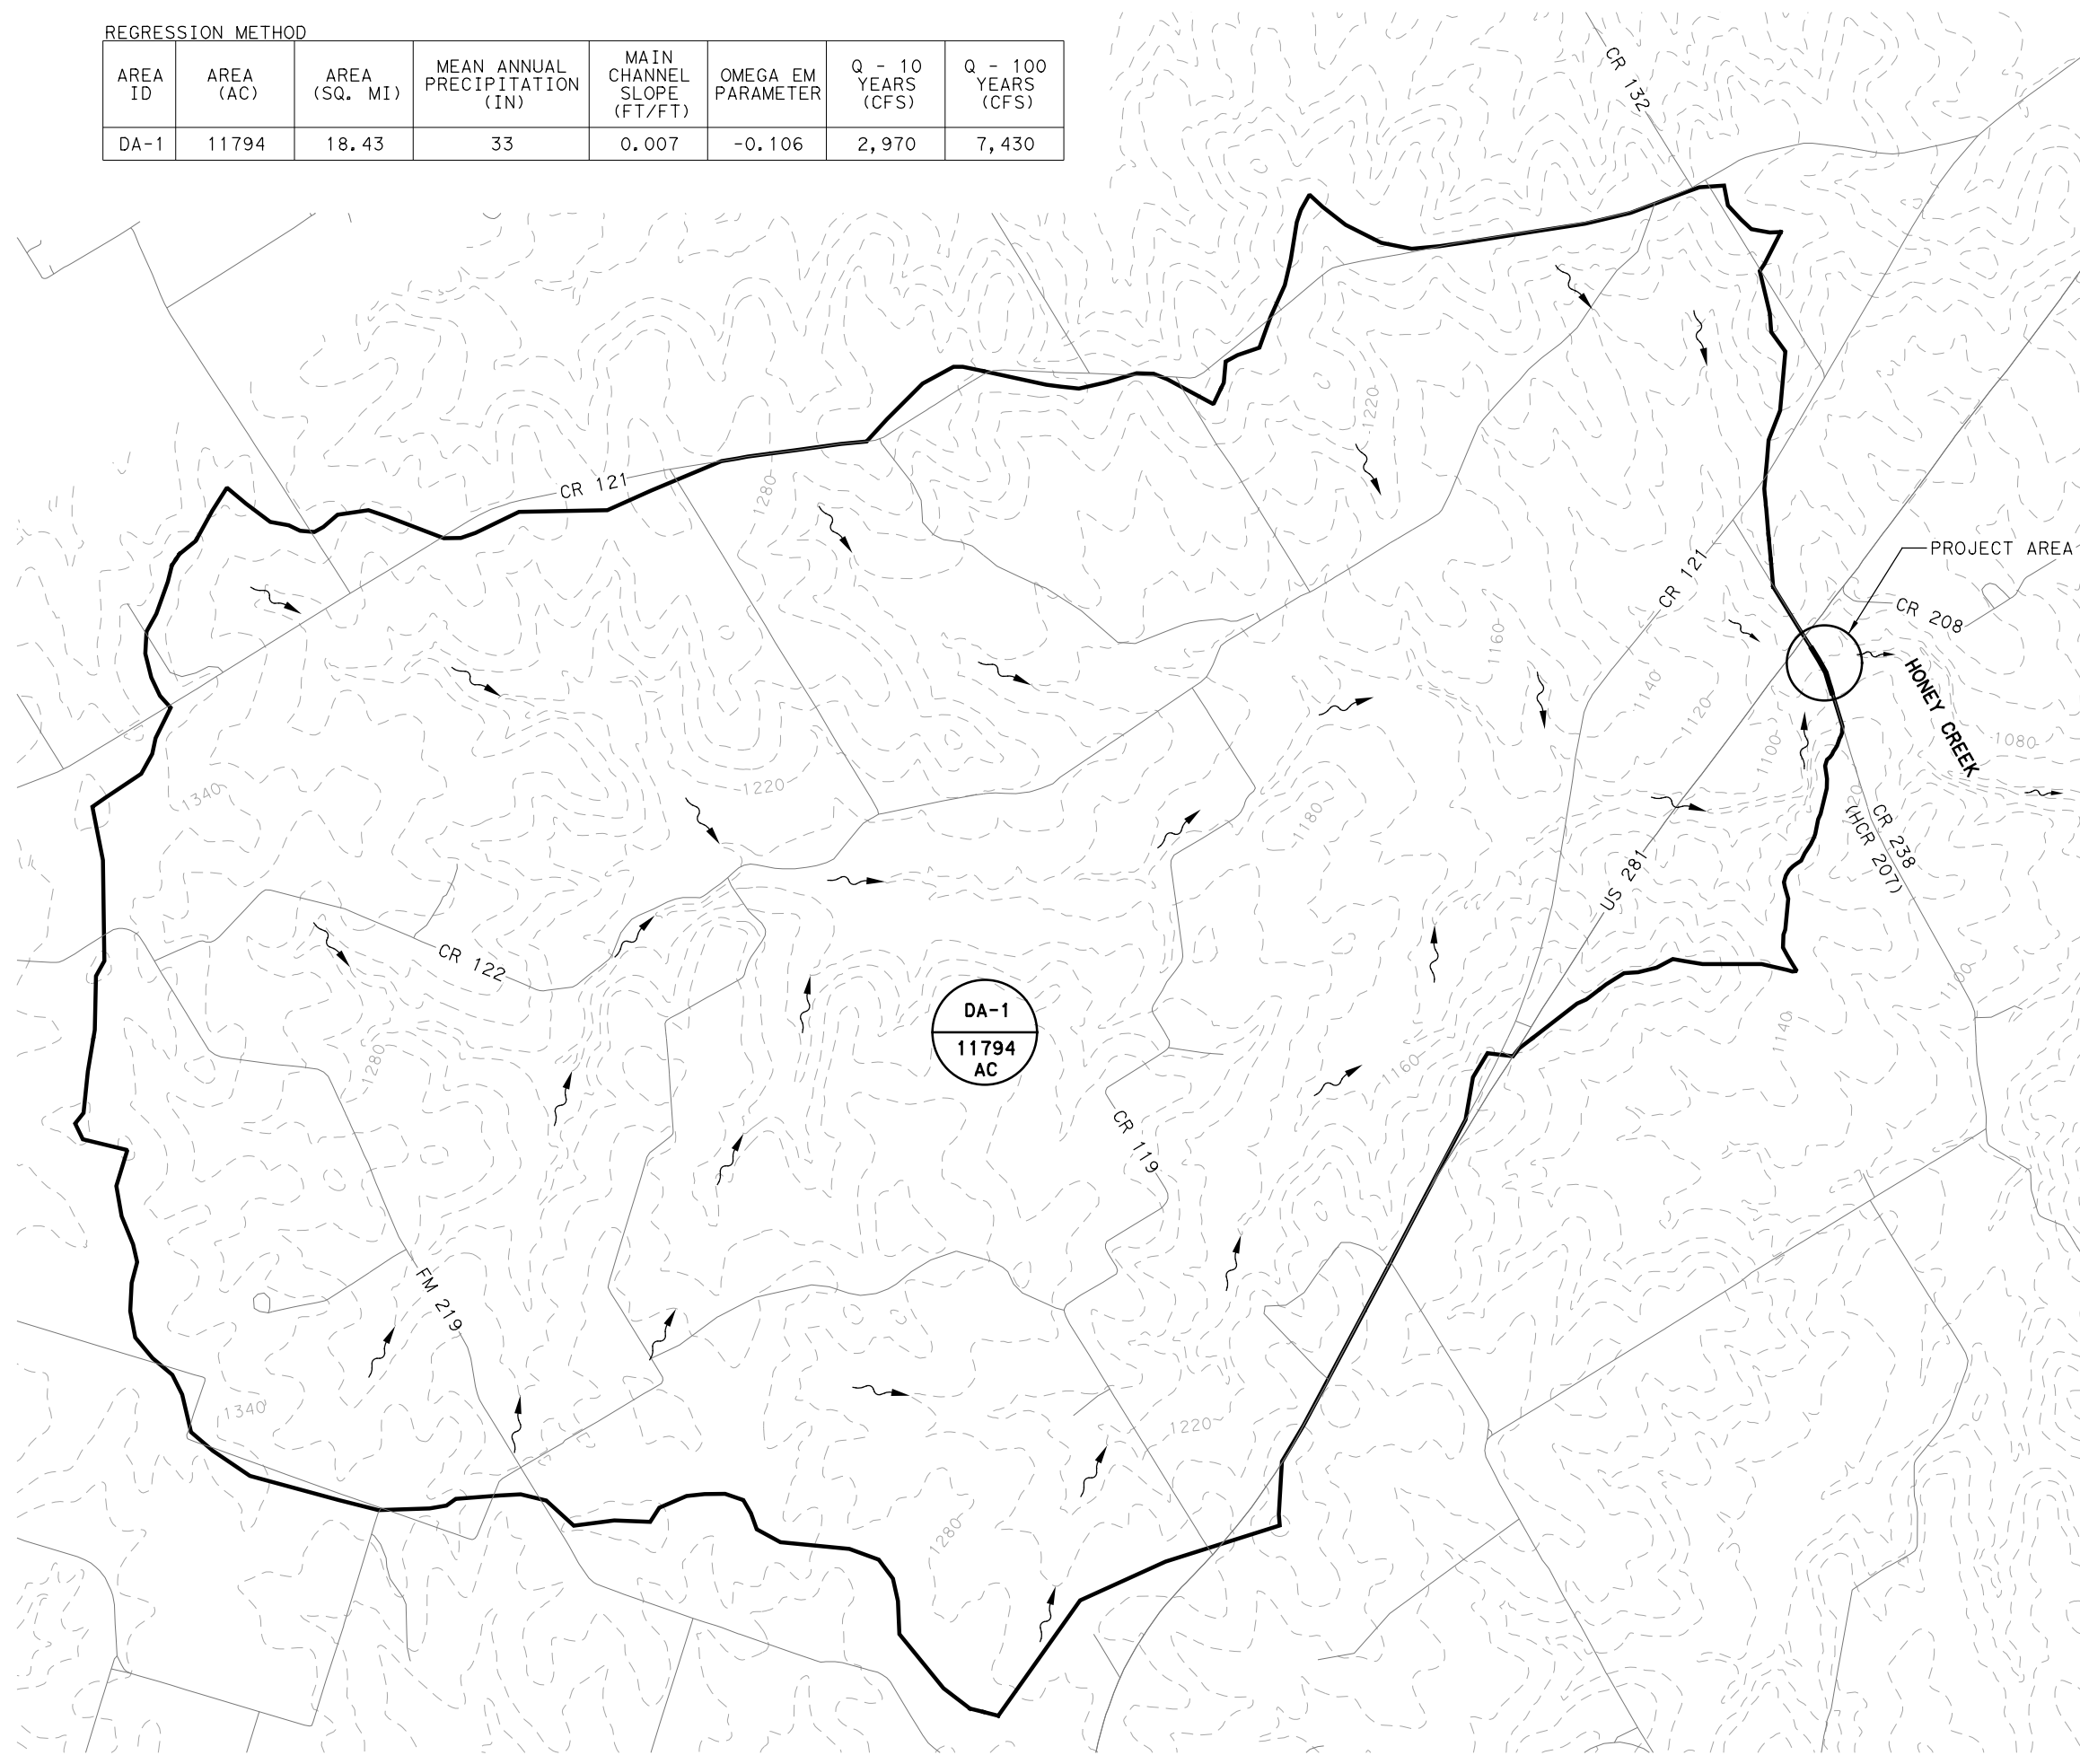 REGRESSION METHOD
AREA ID
AREA (AC)
AREA (SQ. MI)
MEAN ANNUAL PRECIPITATION (IN)
MAIN CHANNEL SLOPE (FT/FT)
OMEGA EM PARAMETER
Q - 10 YEARS (CFS)
Q - 100 YEARS (CFS)
DA-1 11794 18.43 33 0.007 -0.106 2,970 7,430
CR 132
1220
CR 121
1280
PROJECT AREA
CR 121
CR 208
1160
HONEY CREEK
1140
1120
1100
1080
1340
1220
1180
CR 238
(HCR 207)
US 281
CR 122
DA-1
11794
AC
1140
1280
1160
CR 119
FM 219
1340
1220
1280